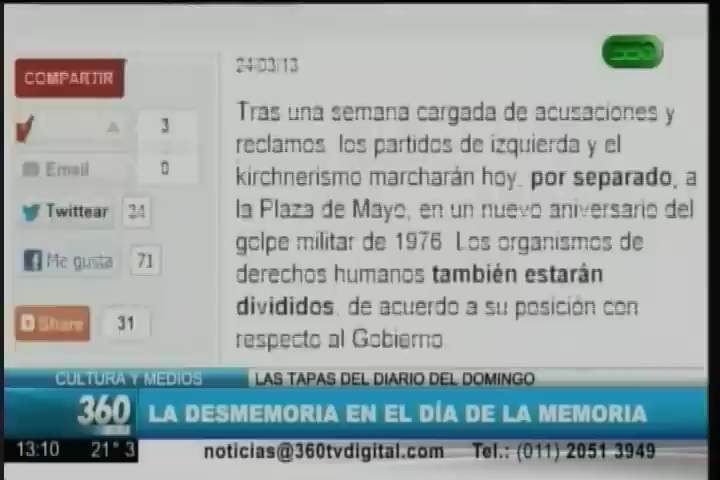 24/03/13
360
COMPARTIR
Tras una semana cargada de acusaciones y
3
reclamos, los partidos de izquierda y el
Email
0
kirchnerismo marcharán hoy, por separado, a
Twittear
24
la Plaza de Mayo, en un nuevo aniversario del
golpe militar de 1976. Los organismos de
Me gusta
71
derechos humanos también estarán
divididos, de acuerdo a su posición con
Share
31
respecto al Gobierno.
CULTURA Y MEDIOS
LAS TAPAS DEL DIARIO DEL DOMINGO
360
LA DESMEMORIA EN EL DÍA DE LA MEMORIA
13:10
21° 3
noticias@360tvdigital.com
Tel.: (011) 2051 3949